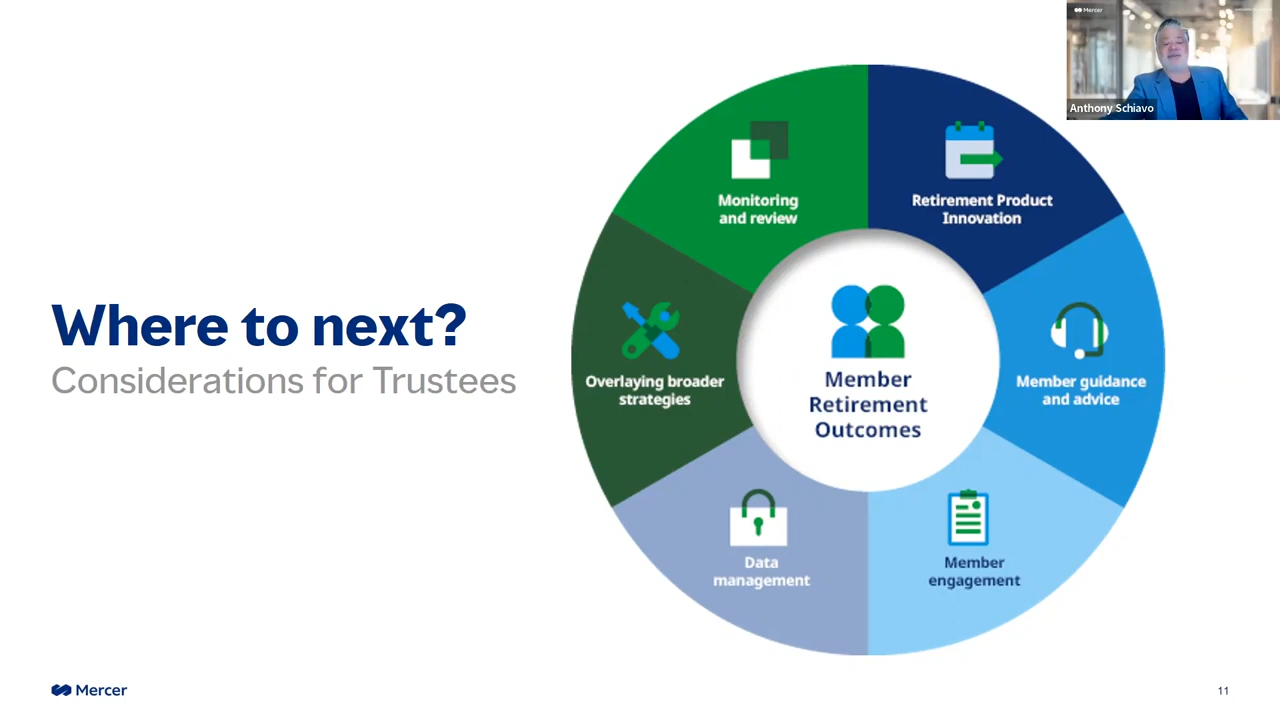 Mercer
Anthony Schiavo
Where to next?
Considerations for Trustees
Monitoring
and review
Retirement Product
Innovation
Overlaying broader
strategies
Member
Retirement
Outcomes
Member guidance
and advice
Data
management
Member
engagement
Mercer
11